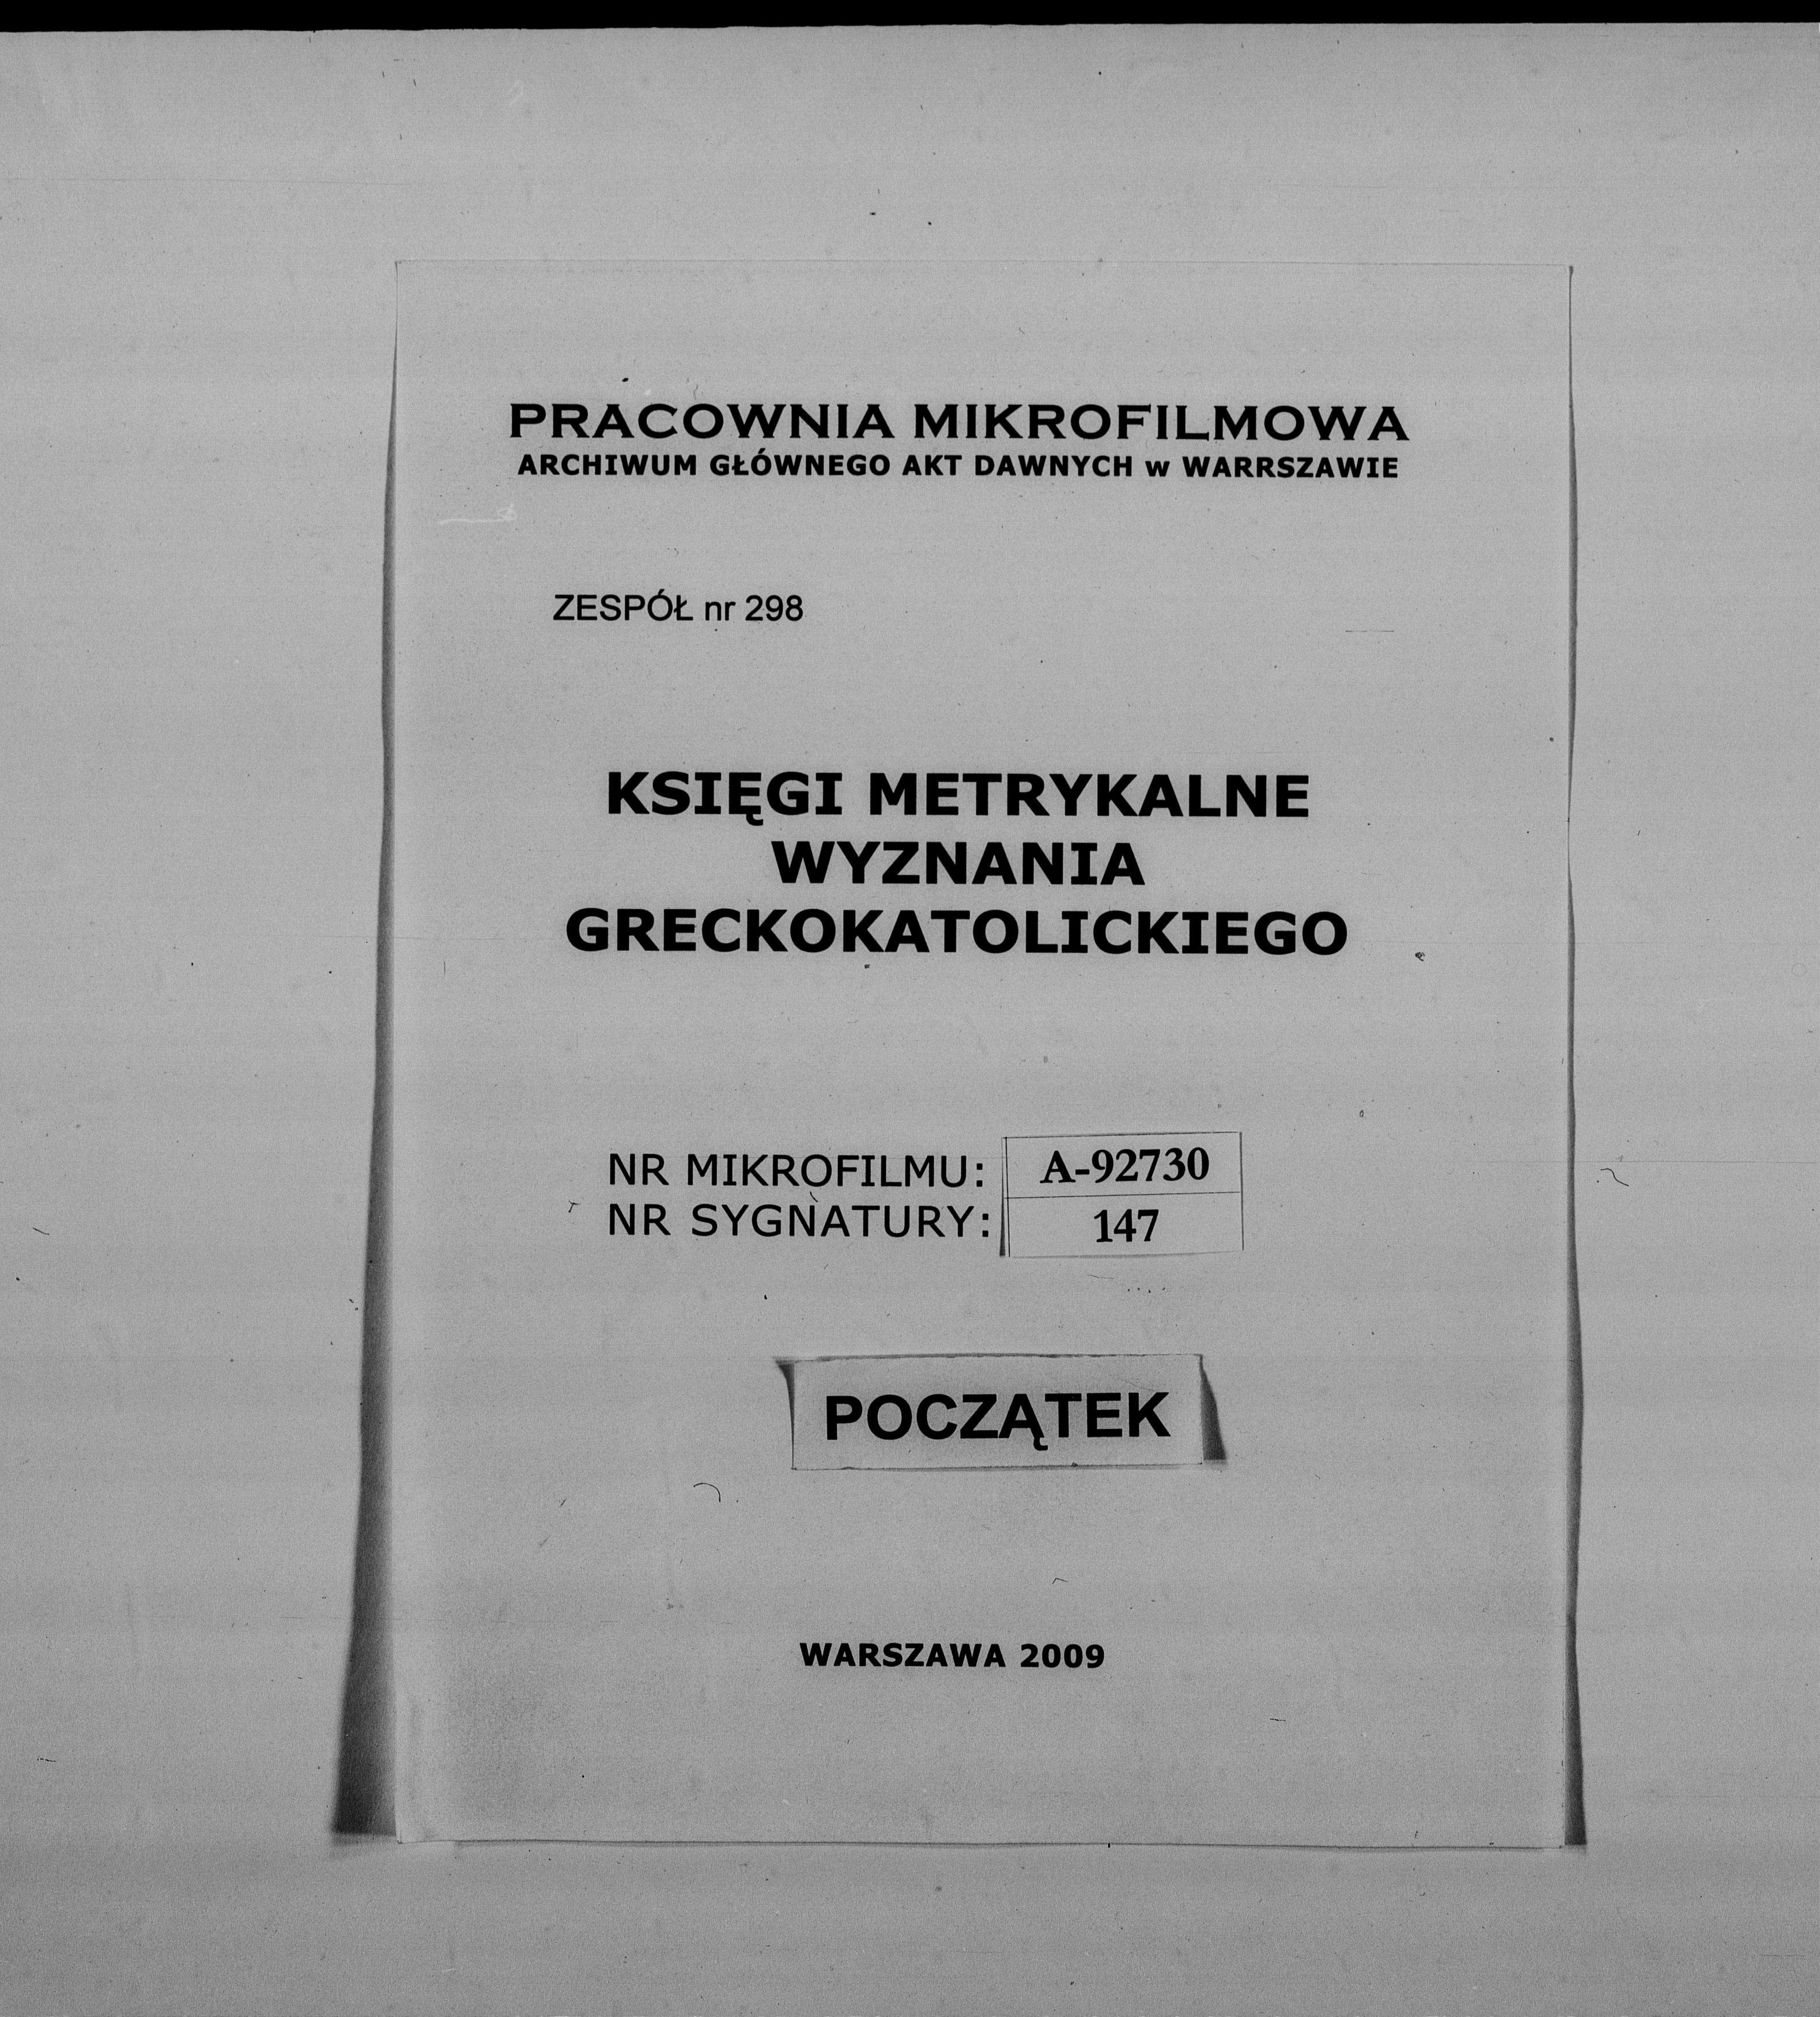 PRACOWNIA MIKROFILMOWA
ARCHIWUM GŁÓWNEGO AKT DAWNYCH w WARRSZAWIE
ZESPÓŁ nr 298
KSIĘGI METRYKALNE
WYZNANIA
GRECKOKATOLICKIEGO
NR MIKROFILMU: A-92730
NR SYGNATURY: 147
POCZĄTEK
WARSZAWA 2009